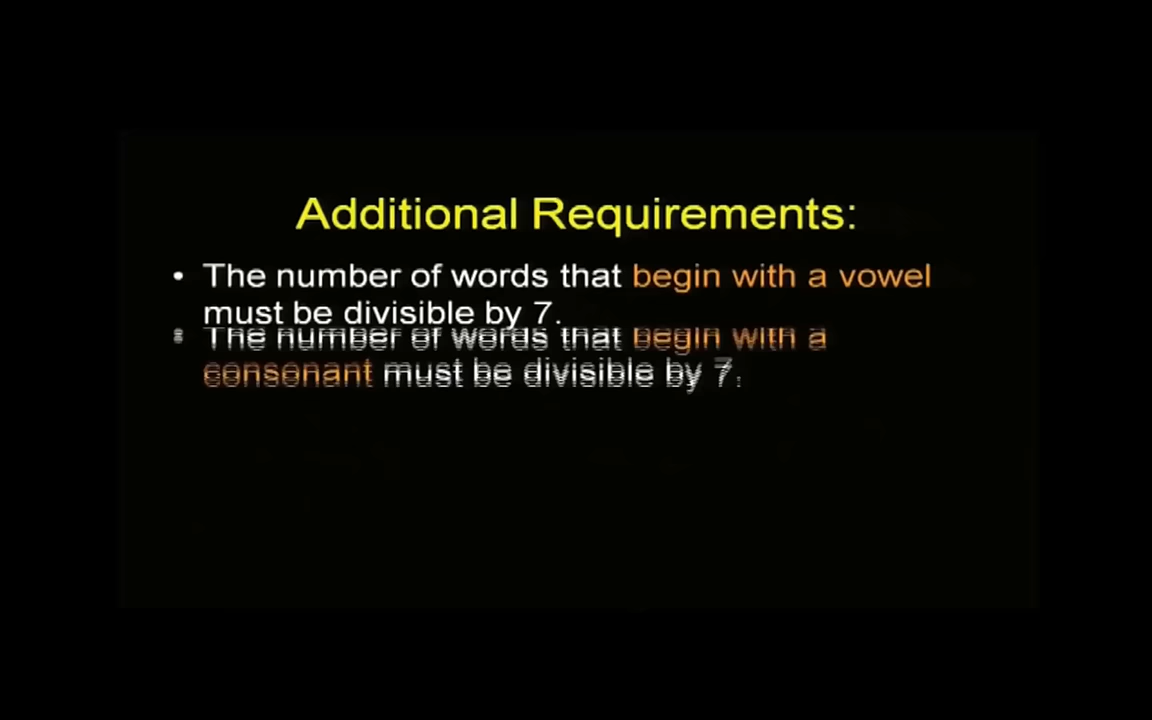 Additional Requirements:
• The number of words that begin with a vowel
must be divisible by 7.
• The number of words that begin with a
consonant must be divisible by 7.